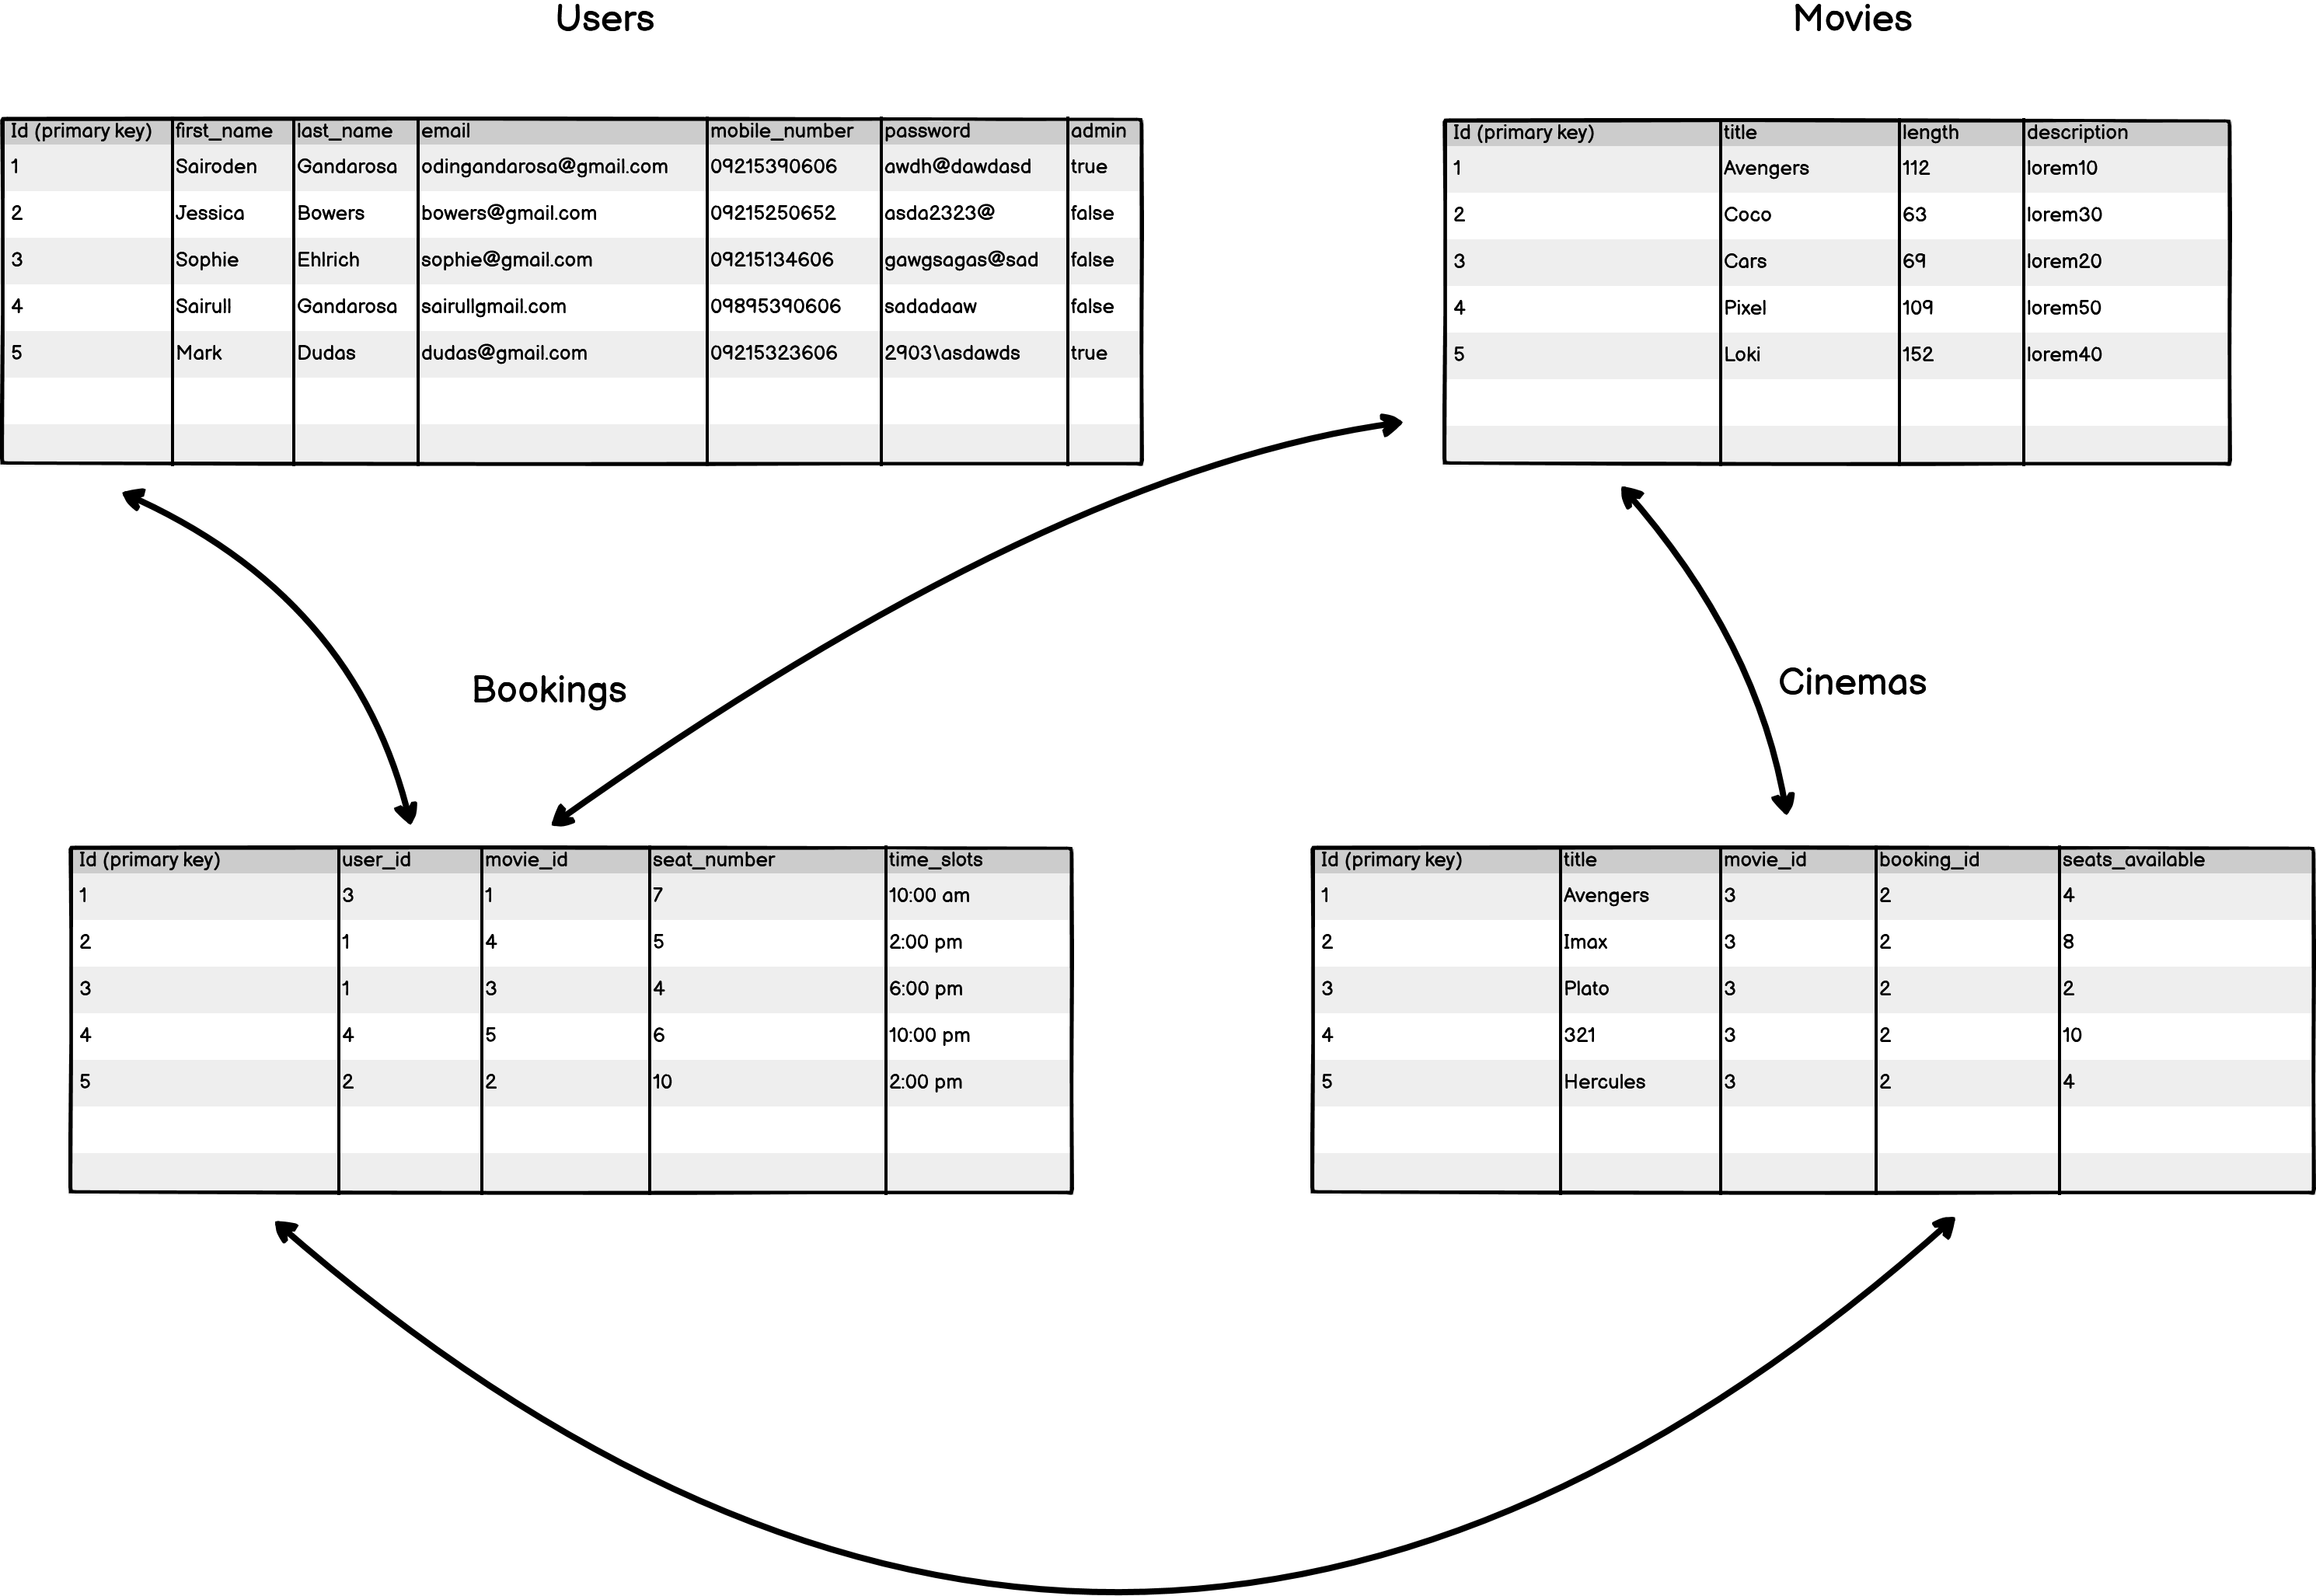 Users
Id (primary key) first_name last_name email mobile_number password admin
1 Sairoden Gandarosa odingandarosa@gmail.com 09215390606 awdh@dawdasd true
2 Jessica Bowers bowers@gmail.com 09215250652 asda2323@ false
3 Sophie Ehlrich sophie@gmail.com 09215134606 gawgsagas@sad false
4 Sairull Gandarosa sairullgmail.com 09895390606 sadadaaw false
5 Mark Dudas dudas@gmail.com 09215323606 2903\asdawds true
Movies
Id (primary key) title length description
1 Avengers 112 lorem10
2 Coco 63 lorem30
3 Cars 69 lorem20
4 Pixel 109 lorem50
5 Loki 152 lorem40
Bookings
Id (primary key) user_id movie_id seat_number time_slots
1 3 1 7 10:00 am
2 1 4 5 2:00 pm
3 1 3 4 6:00 pm
4 4 5 6 10:00 pm
5 2 2 10 2:00 pm
Cinemas
Id (primary key) title movie_id booking_id seats_available
1 Avengers 3 2 4
2 Imax 3 2 8
3 Plato 3 2 2
4 321 3 2 10
5 Hercules 3 2 4